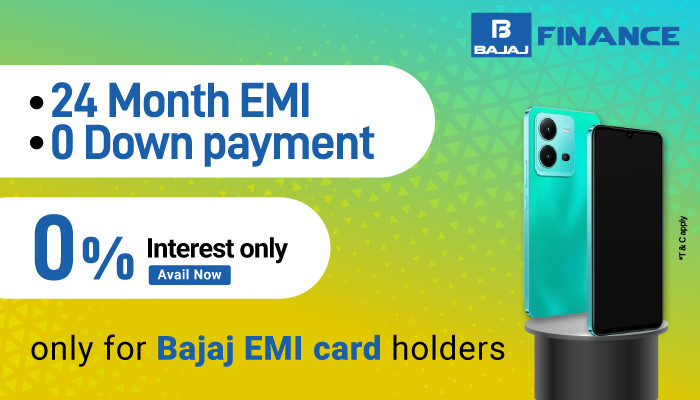 B
BAJAJ
FINANCE
• 24 Month EMI
• 0 Down payment
0% Interest only
Avail Now
*T & C apply
only for Bajaj EMI card holders